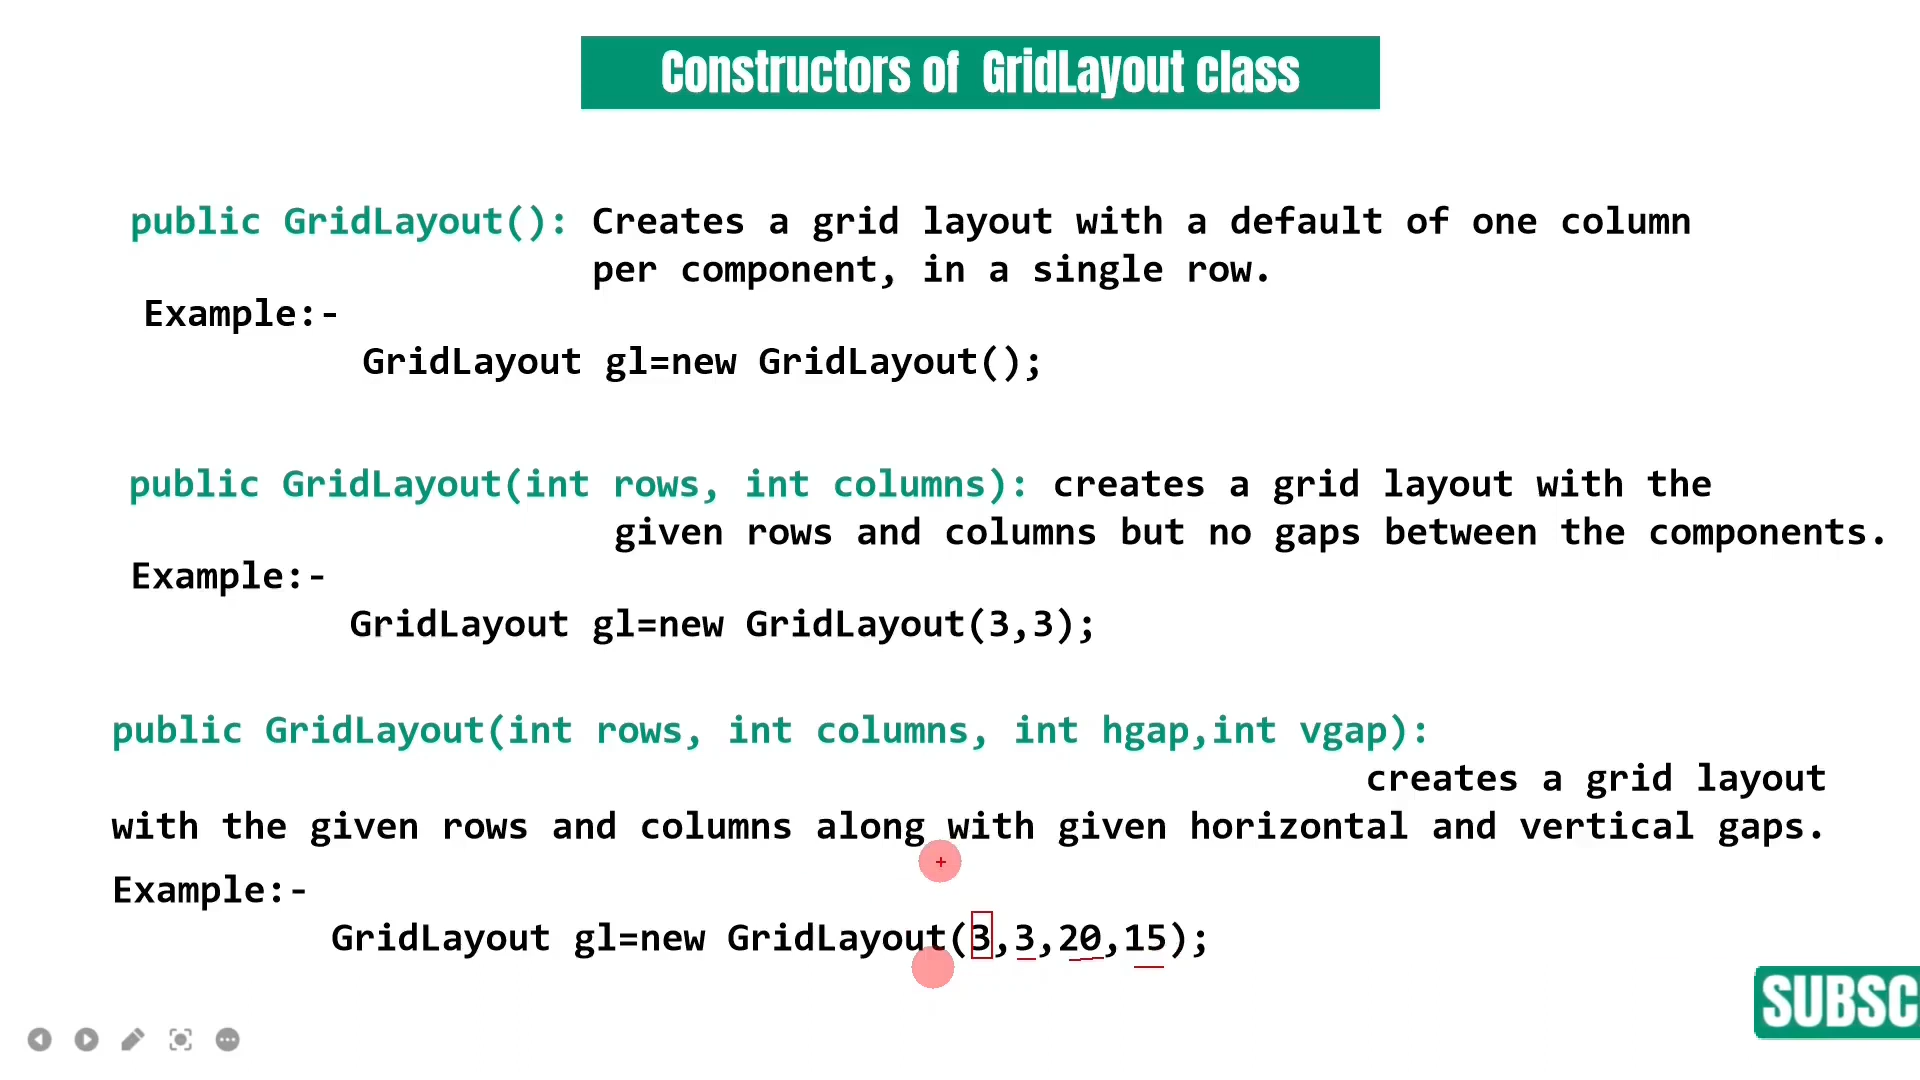 Constructors of GridLayout class
public GridLayout(): Creates a grid layout with a default of one column
per component, in a single row.
Example:-
GridLayout gl=new GridLayout();
public GridLayout(int rows, int columns): creates a grid layout with the
given rows and columns but no gaps between the components.
Example:-
GridLayout gl=new GridLayout(3,3);
public GridLayout(int rows, int columns, int hgap,int vgap):
creates a grid layout
with the given rows and columns along with given horizontal and vertical gaps.
Example:-
GridLayout gl=new GridLayout(3,3,20,15);
SUBSC